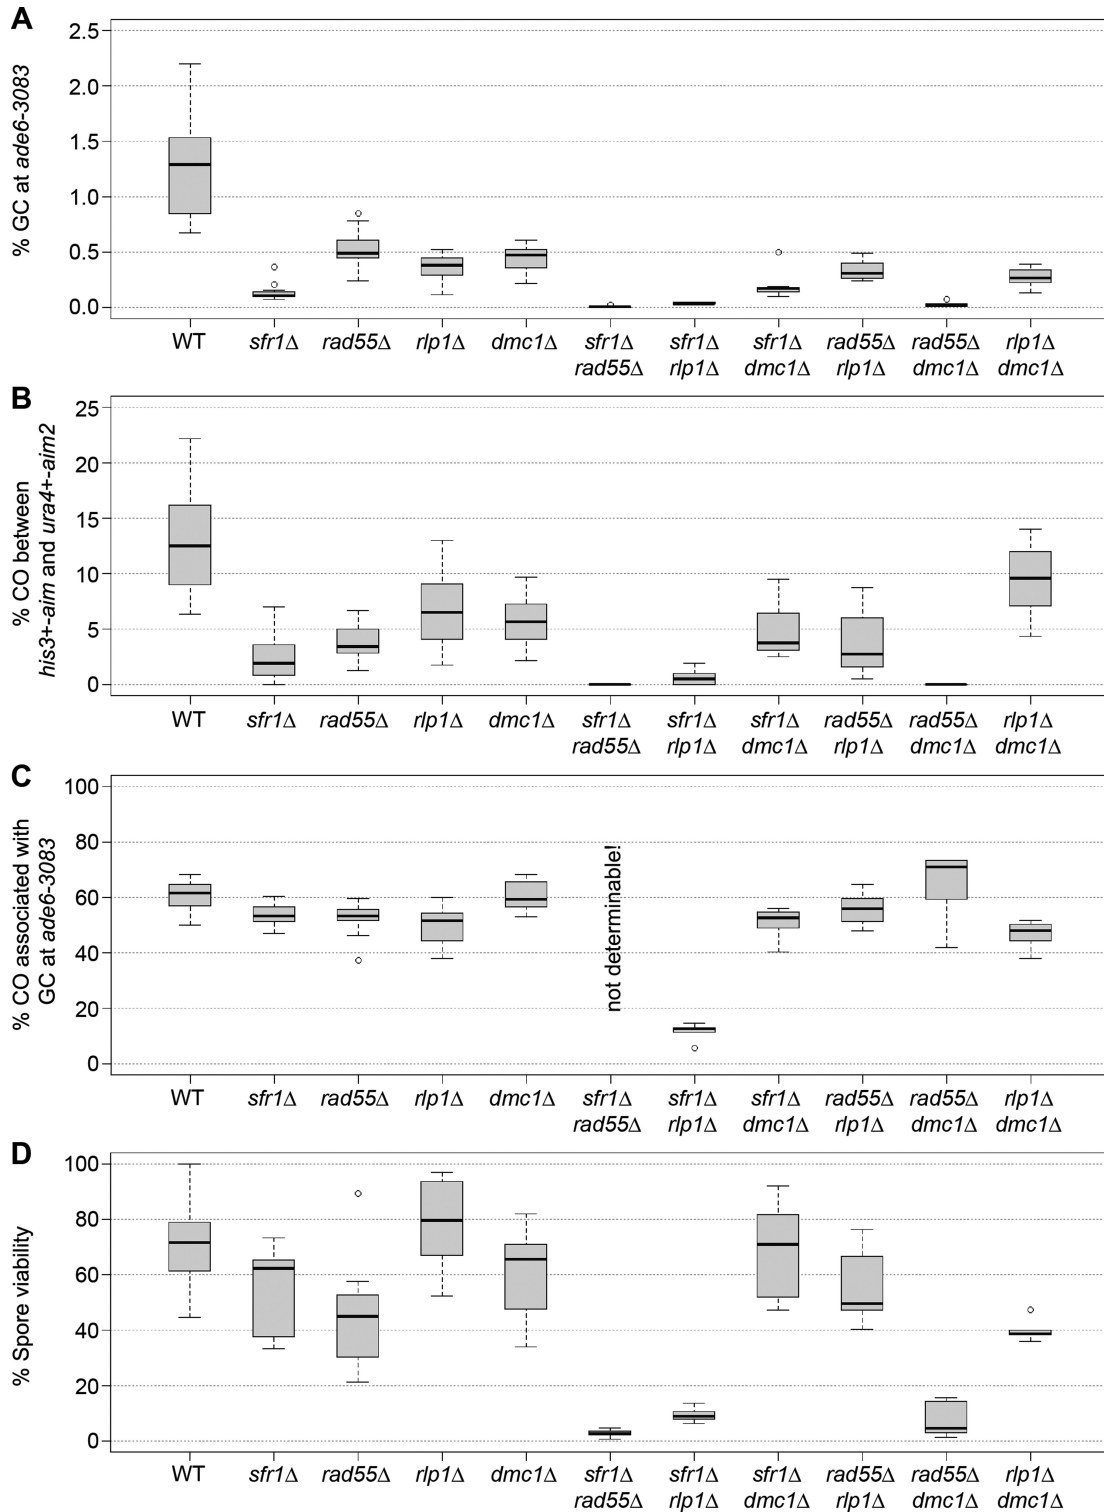 A
% GC at ade6-3083
2.5
2.0
1.5
1.0
0.5
0.0
WT sfr1Δ rad55Δ rlp1Δ dmc1Δ sfr1Δ sfr1Δ sfr1Δ rad55Δ rad55Δ rlp1Δ
rad55Δ rlp1Δ dmc1Δ rlp1Δ dmc1Δ dmc1Δ
B
% CO between
his3+-aim and ura4+-aim2
25
20
15
10
5
0
WT sfr1Δ rad55Δ rlp1Δ dmc1Δ sfr1Δ sfr1Δ sfr1Δ rad55Δ rad55Δ rlp1Δ
rad55Δ rlp1Δ dmc1Δ rlp1Δ dmc1Δ dmc1Δ
C
% CO associated with
GC at ade6-3083
100
80
60
40
20
0
not determinable!
WT sfr1Δ rad55Δ rlp1Δ dmc1Δ sfr1Δ sfr1Δ sfr1Δ rad55Δ rad55Δ rlp1Δ
rad55Δ rlp1Δ dmc1Δ rlp1Δ dmc1Δ dmc1Δ
D
% Spore viability
100
80
60
40
20
0
WT sfr1Δ rad55Δ rlp1Δ dmc1Δ sfr1Δ sfr1Δ sfr1Δ rad55Δ rad55Δ rlp1Δ
rad55Δ rlp1Δ dmc1Δ rlp1Δ dmc1Δ dmc1Δ